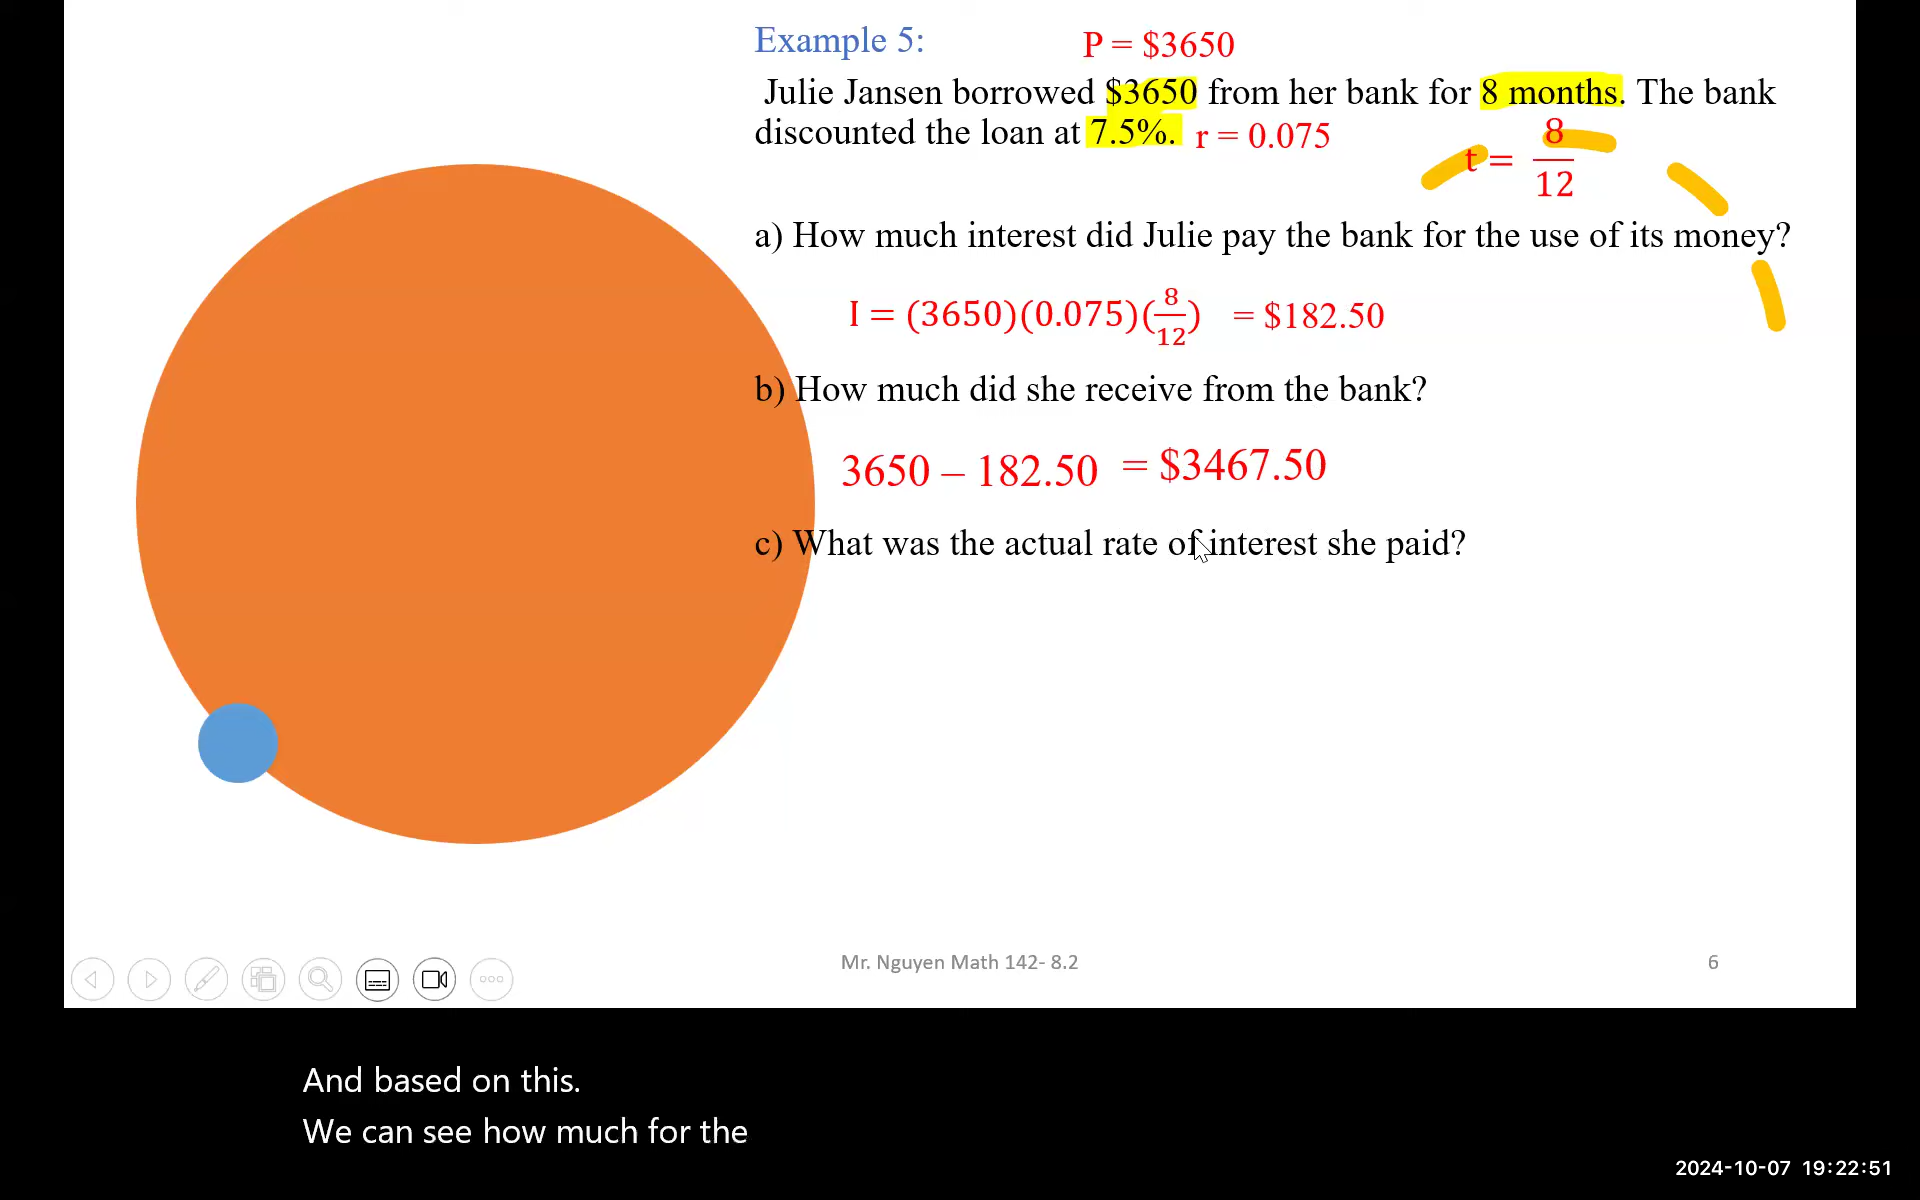 Example 5:
P = $3650
Julie Jansen borrowed $3650 from her bank for 8 months. The bank
discounted the loan at 7.5%. r = 0.075
t = 8/12
a) How much interest did Julie pay the bank for the use of its money?
I = (3650)(0.075)(8/12) = $182.50
b) How much did she receive from the bank?
3650 – 182.50 = $3467.50
c) What was the actual rate of interest she paid?
Mr. Nguyen Math 142- 8.2
6
And based on this.
We can see how much for the
2024-10-07 19:22:51